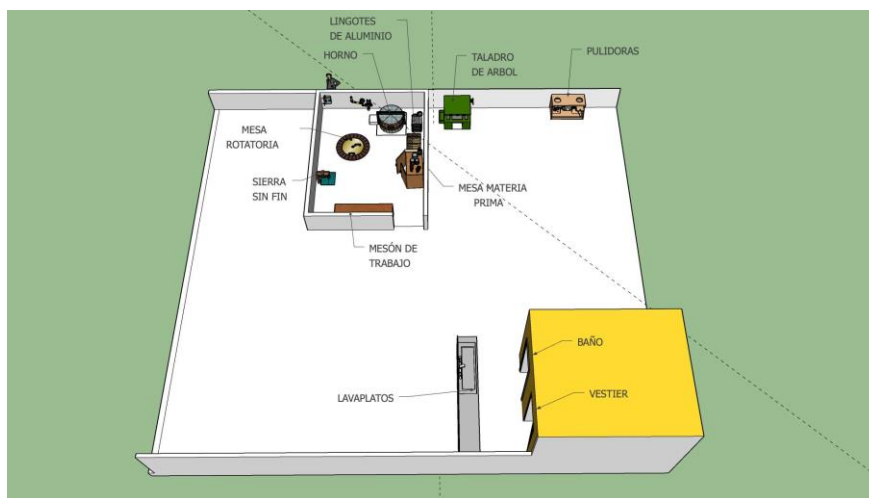 LINGOTES
DE ALUMINIO
HORNO
TALADRO
DE ARBOL
PULIDORAS
MESA
ROTATORIA
SIERRA
SIN FIN
MESA MATERIA
PRIMA
MESÓN DE
TRABAJO
BAÑO
LAVAPLATOS
VESTIER